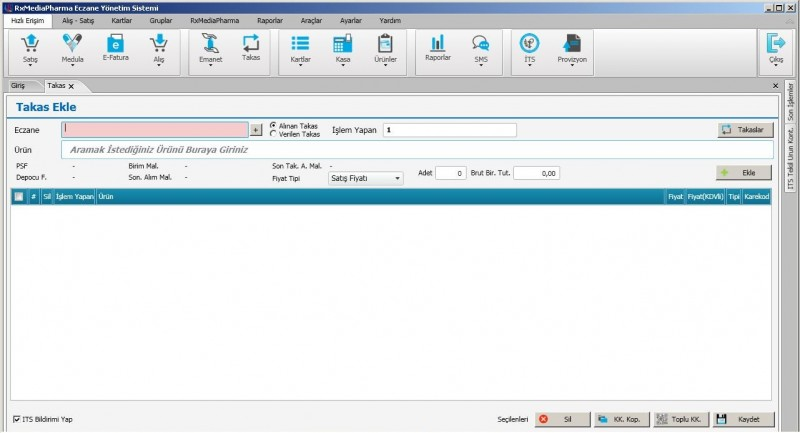 RxMediaPharma Eczane Yönetim Sistemi
Hızlı Erişim Alış - Satış Kartlar Gruplar RxMediaPharma Raporlar Araçlar Ayarlar Yardım
Satış Medula E-Fatura Alış Emanet Takas Kartlar Kasa Ürünler Raporlar SMS İTS Provizyon Çıkış
Giriş Takas
Takas Ekle
Eczane + Alınan Takas İşlem Yapan 1 Takaslar
Verilen Takas
Ürün Aramak İstediğiniz Ürünü Buraya Giriniz
PSF - Birim Mal. - Son Tak. A. Mal. -
Depocu F. - Son. Alım Mal. - Fiyat Tipi Satış Fiyatı Adet 0 Brut Bir. Tut. 0,00 Ekle
# Sil İşlem Yapan Ürün Fiyat Fiyat(KDVli) Tipi Karekod
ITS Bildirimi Yap Seçilenleri Sil KK. Kop. Toplu KK. Kaydet
Son İşlemler
ITS Tekil Urun Kont.